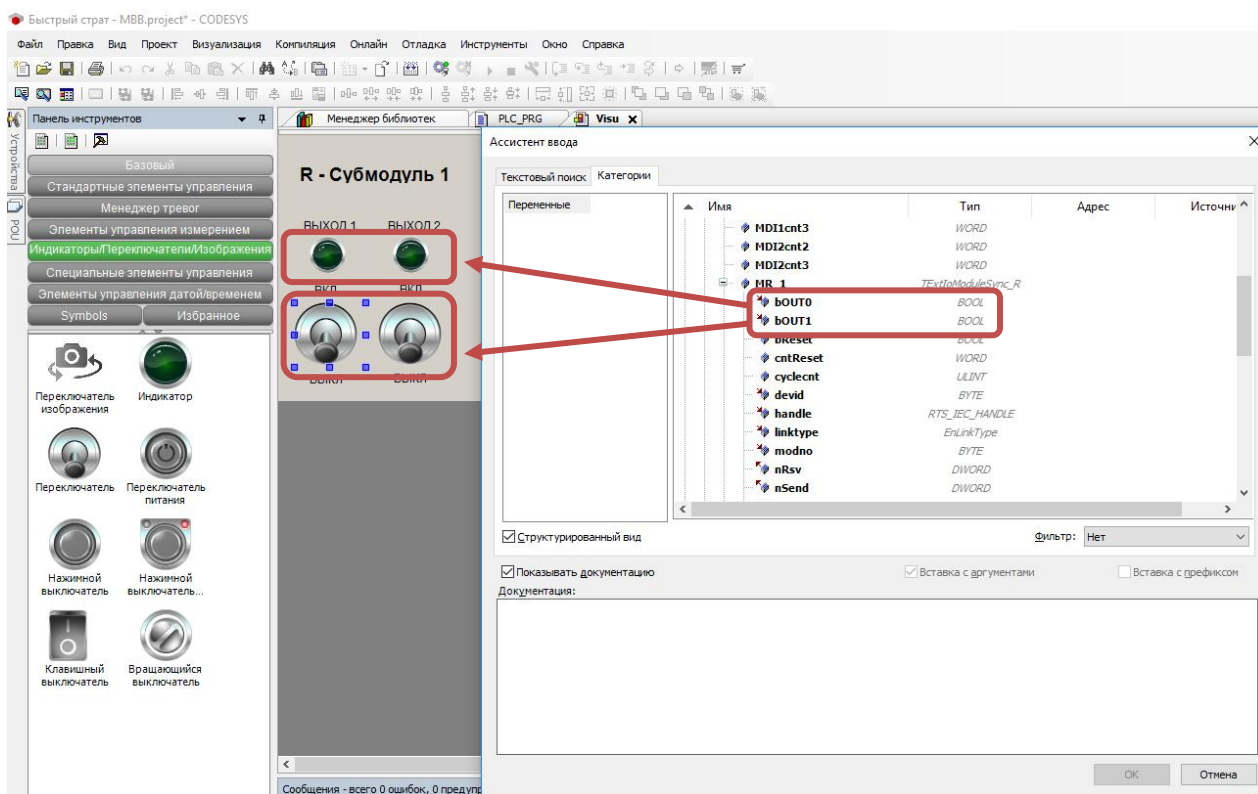 Быстрый страт - MBB.project* - CODESYS
Файл Правка Вид Проект Визуализация Компиляция Онлайн Отладка Инструменты Окно Справка
Панель инструментов
Менеджер библиотек
PLC_PRG
Visu
Устройства
POU
Базовый
Стандартные элементы управления
Менеджер тревог
Элементы управления измерением
Индикаторы/Переключатели/Изображения
Специальные элементы управления
Элементы управления датой/временем
Symbols Избранное
Переключатель изображения
Индикатор
Переключатель
Переключатель питания
Нажимной выключатель
Нажимной выключатель...
Клавишный выключатель
Вращающийся выключатель
R - Субмодуль 1
ВЫХОД 1 ВЫХОД 2
ВКЛ ВКЛ
ВЫКЛ ВЫКЛ
Сообщения - всего 0 ошибок, 0 предупр
Ассистент ввода
Текстовый поиск Категории
Переменные
Имя Тип Адрес Источни
MDI1cnt3 WORD
MDI2cnt2 WORD
MDI2cnt3 WORD
MR_1 TExtIoModuleSync_R
bOUT0 BOOL
bOUT1 BOOL
bReset BOOL
cntReset WORD
cyclecnt ULINT
devid BYTE
handle RTS_IEC_HANDLE
linktype EnLinkType
modno BYTE
nRsv DWORD
nSend DWORD
Структурированный вид
Фильтр: Нет
Показывать документацию
Вставка с аргументами
Вставка с префиксом
Документация:
OK Отмена